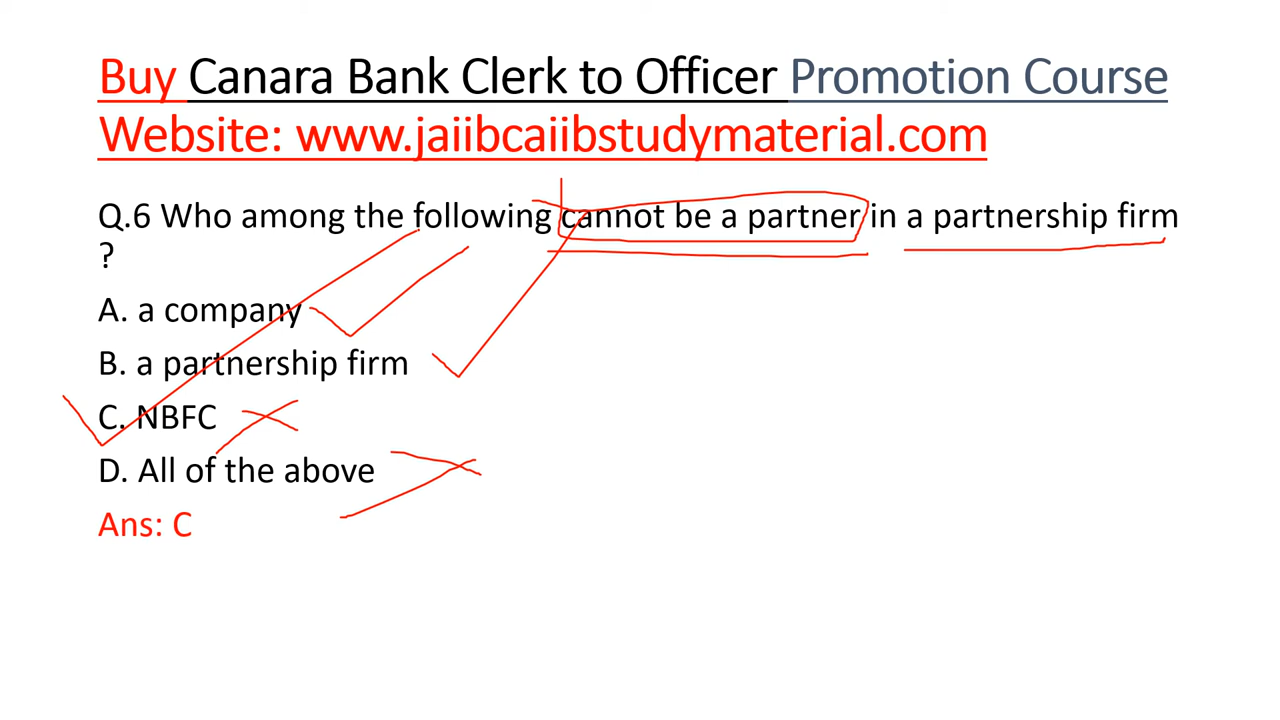 Buy Canara Bank Clerk to Officer Promotion Course
Website: www.jaiibcaiibstudymaterial.com
Q.6 Who among the following cannot be a partner in a partnership firm
?
A. a company
B. a partnership firm
C. NBFC
D. All of the above
Ans: C